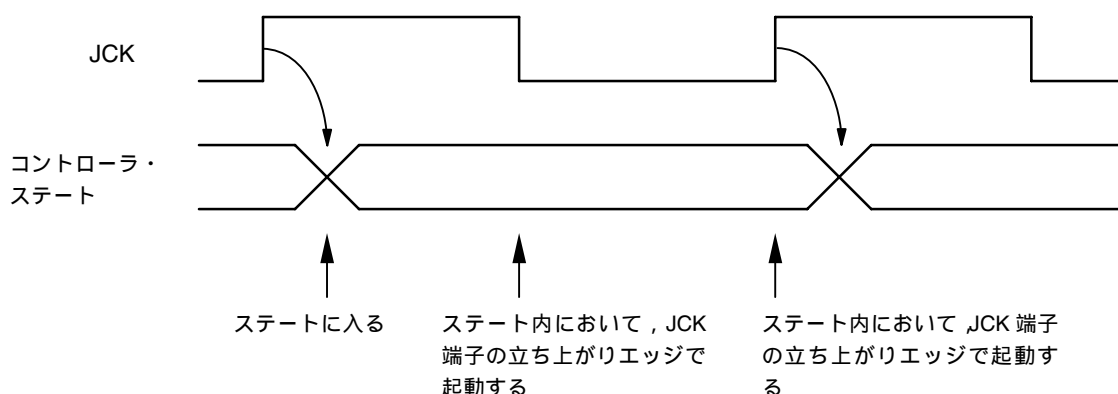 JCK
コントローラ・
ステート
ステートに入る
ステート内において，JCK
端子の立ち上がりエッジで
起動する
ステート内において，JCK 端子
の立ち上がりエッジで起動す
る